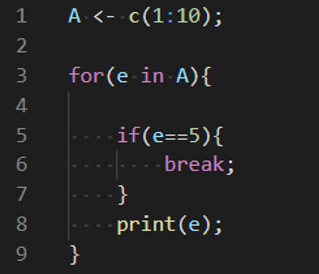 1 A <- c(1:10);
2
3 for(e in A){
4
5     if(e==5){
6         break;
7     }
8     print(e);
9 }